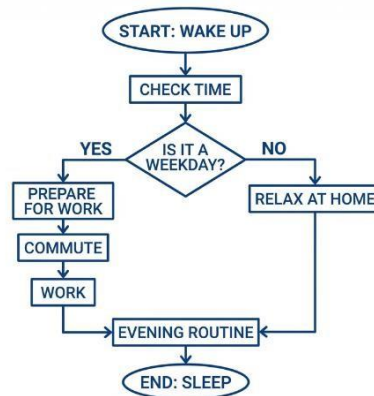 START: WAKE UP
CHECK TIME
IS IT A
WEEKDAY?
YES
NO
PREPARE
FOR WORK
COMMUTE
WORK
RELAX AT HOME
EVENING ROUTINE
END: SLEEP